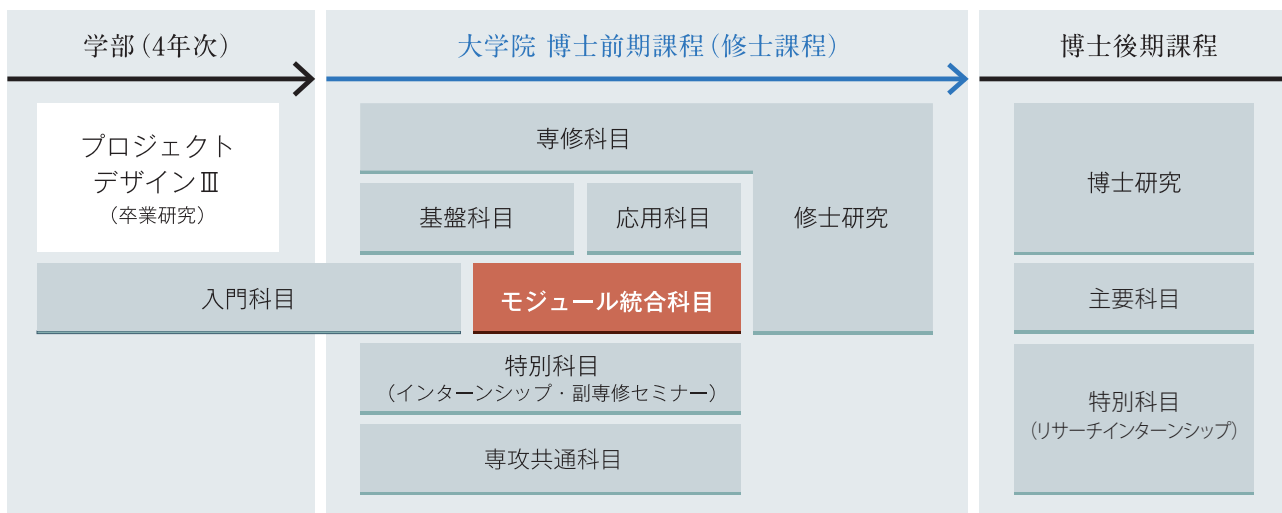 学部（4年次）
大学院 博士前期課程（修士課程）
博士後期課程
プロジェクト
デザインⅢ
（卒業研究）
専修科目
基盤科目
応用科目
修士研究
入門科目
モジュール統合科目
特別科目
（インターンシップ・副専修セミナー）
専攻共通科目
博士研究
主要科目
特別科目
（リサーチインターンシップ）